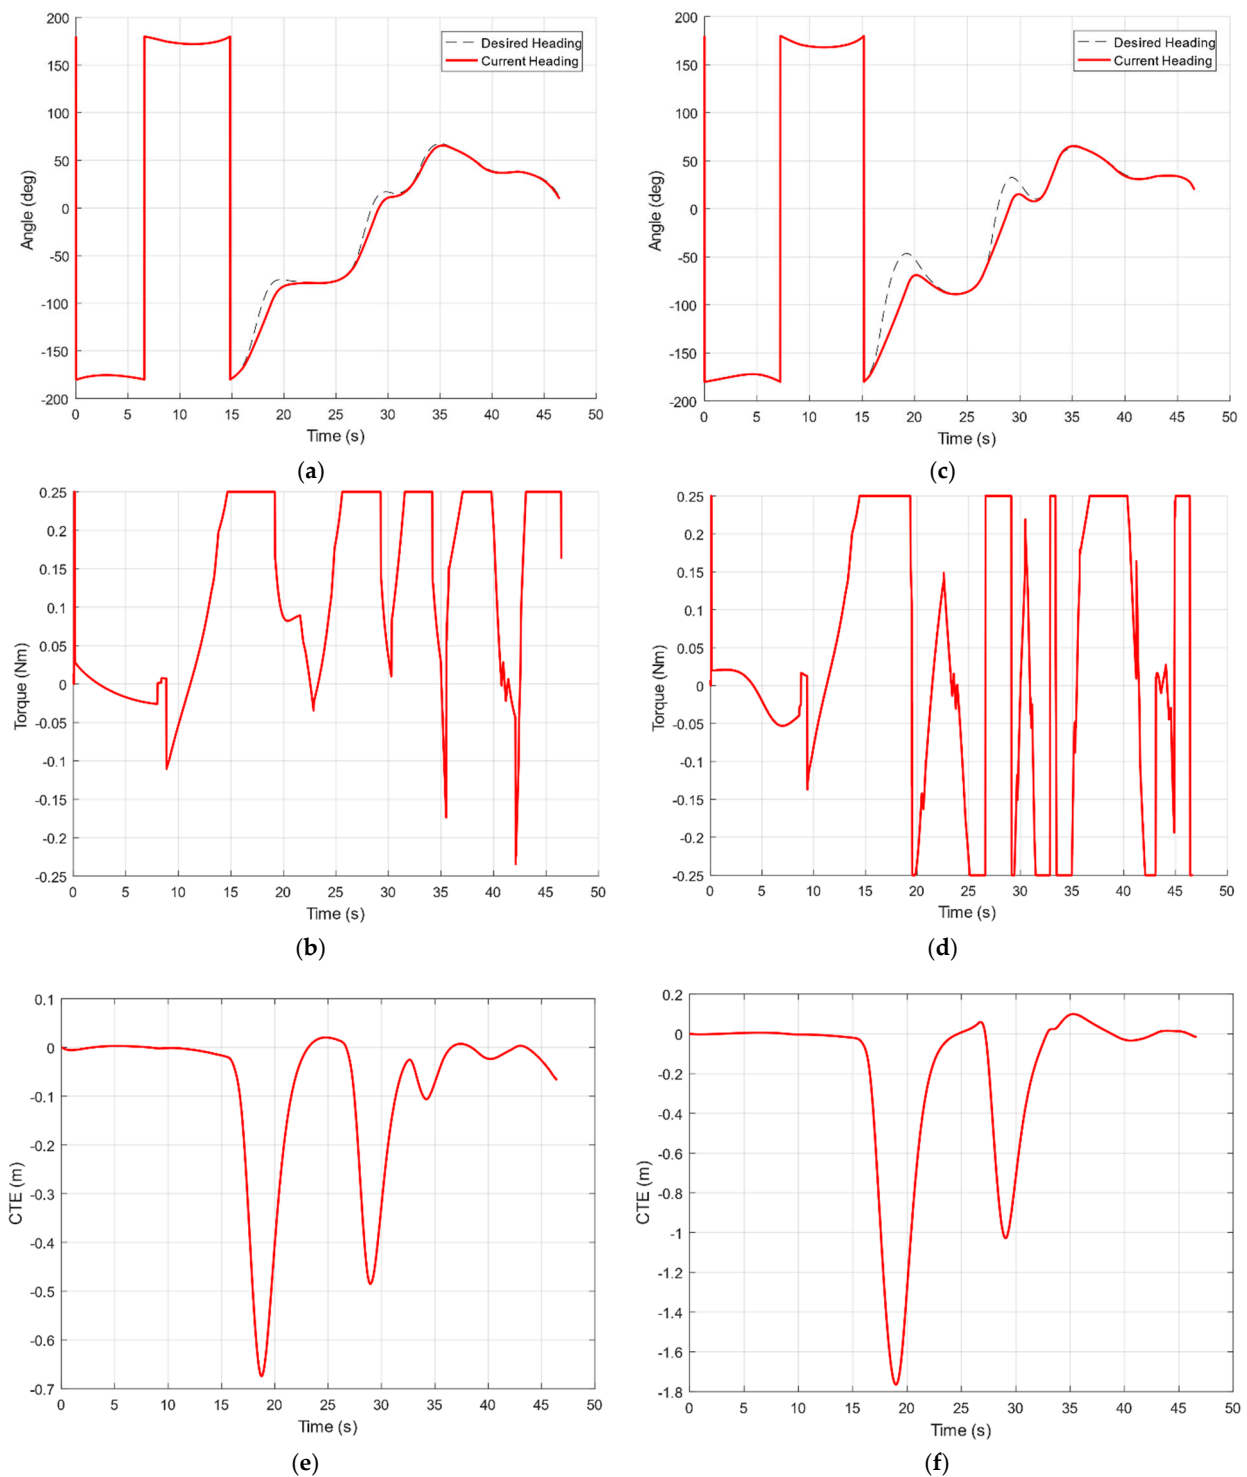 200
150
100
50
0
-50
-100
-150
-200
Angle (deg)
Desired Heading
Current Heading
0 5 10 15 20 25 30 35 40 45 50
Time (s)
(a)
200
150
100
50
0
-50
-100
-150
-200
Angle (deg)
Desired Heading
Current Heading
0 5 10 15 20 25 30 35 40 45 50
Time (s)
(c)
0.25
0.2
0.15
0.1
0.05
0
-0.05
-0.1
-0.15
-0.2
-0.25
Torque (Nm)
0 5 10 15 20 25 30 35 40 45 50
Time (s)
(b)
0.25
0.2
0.15
0.1
0.05
0
-0.05
-0.1
-0.15
-0.2
-0.25
Torque (Nm)
0 5 10 15 20 25 30 35 40 45 50
Time (s)
(d)
0.1
0
-0.1
-0.2
-0.3
-0.4
-0.5
-0.6
-0.7
CTE (m)
0 5 10 15 20 25 30 35 40 45 50
Time (s)
(e)
0.2
0
-0.2
-0.4
-0.6
-0.8
-1
-1.2
-1.4
-1.6
-1.8
CTE (m)
0 5 10 15 20 25 30 35 40 45 50
Time (s)
(f)